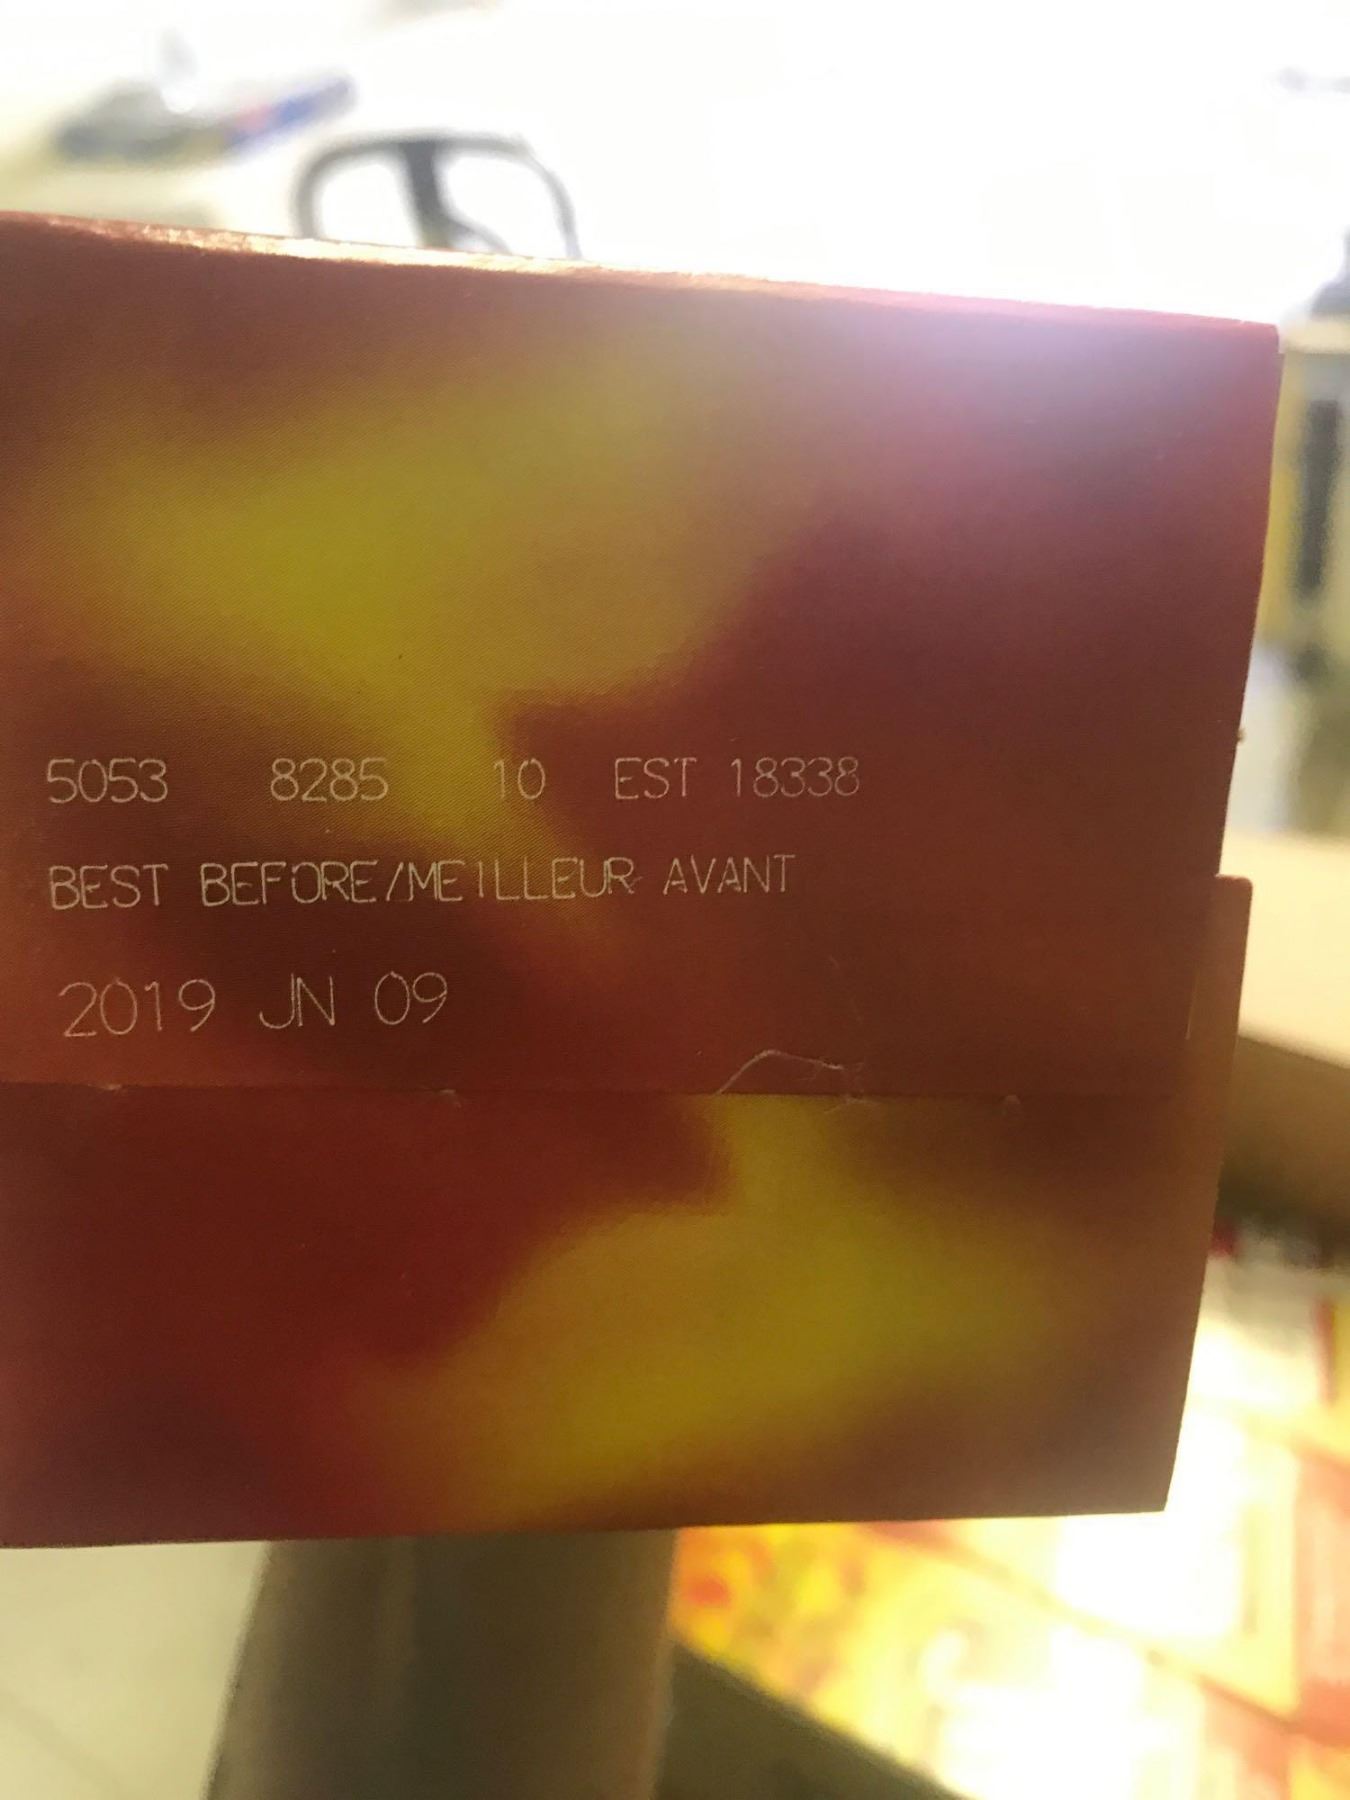 5053 8285 10 EST 18338
BEST BEFORE/MEILLEUR AVANT
2019 JN 09